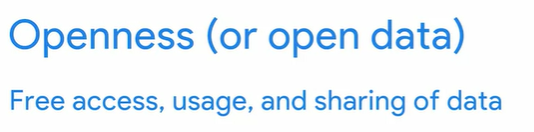 Openness (or open data)
Free access, usage, and sharing of data